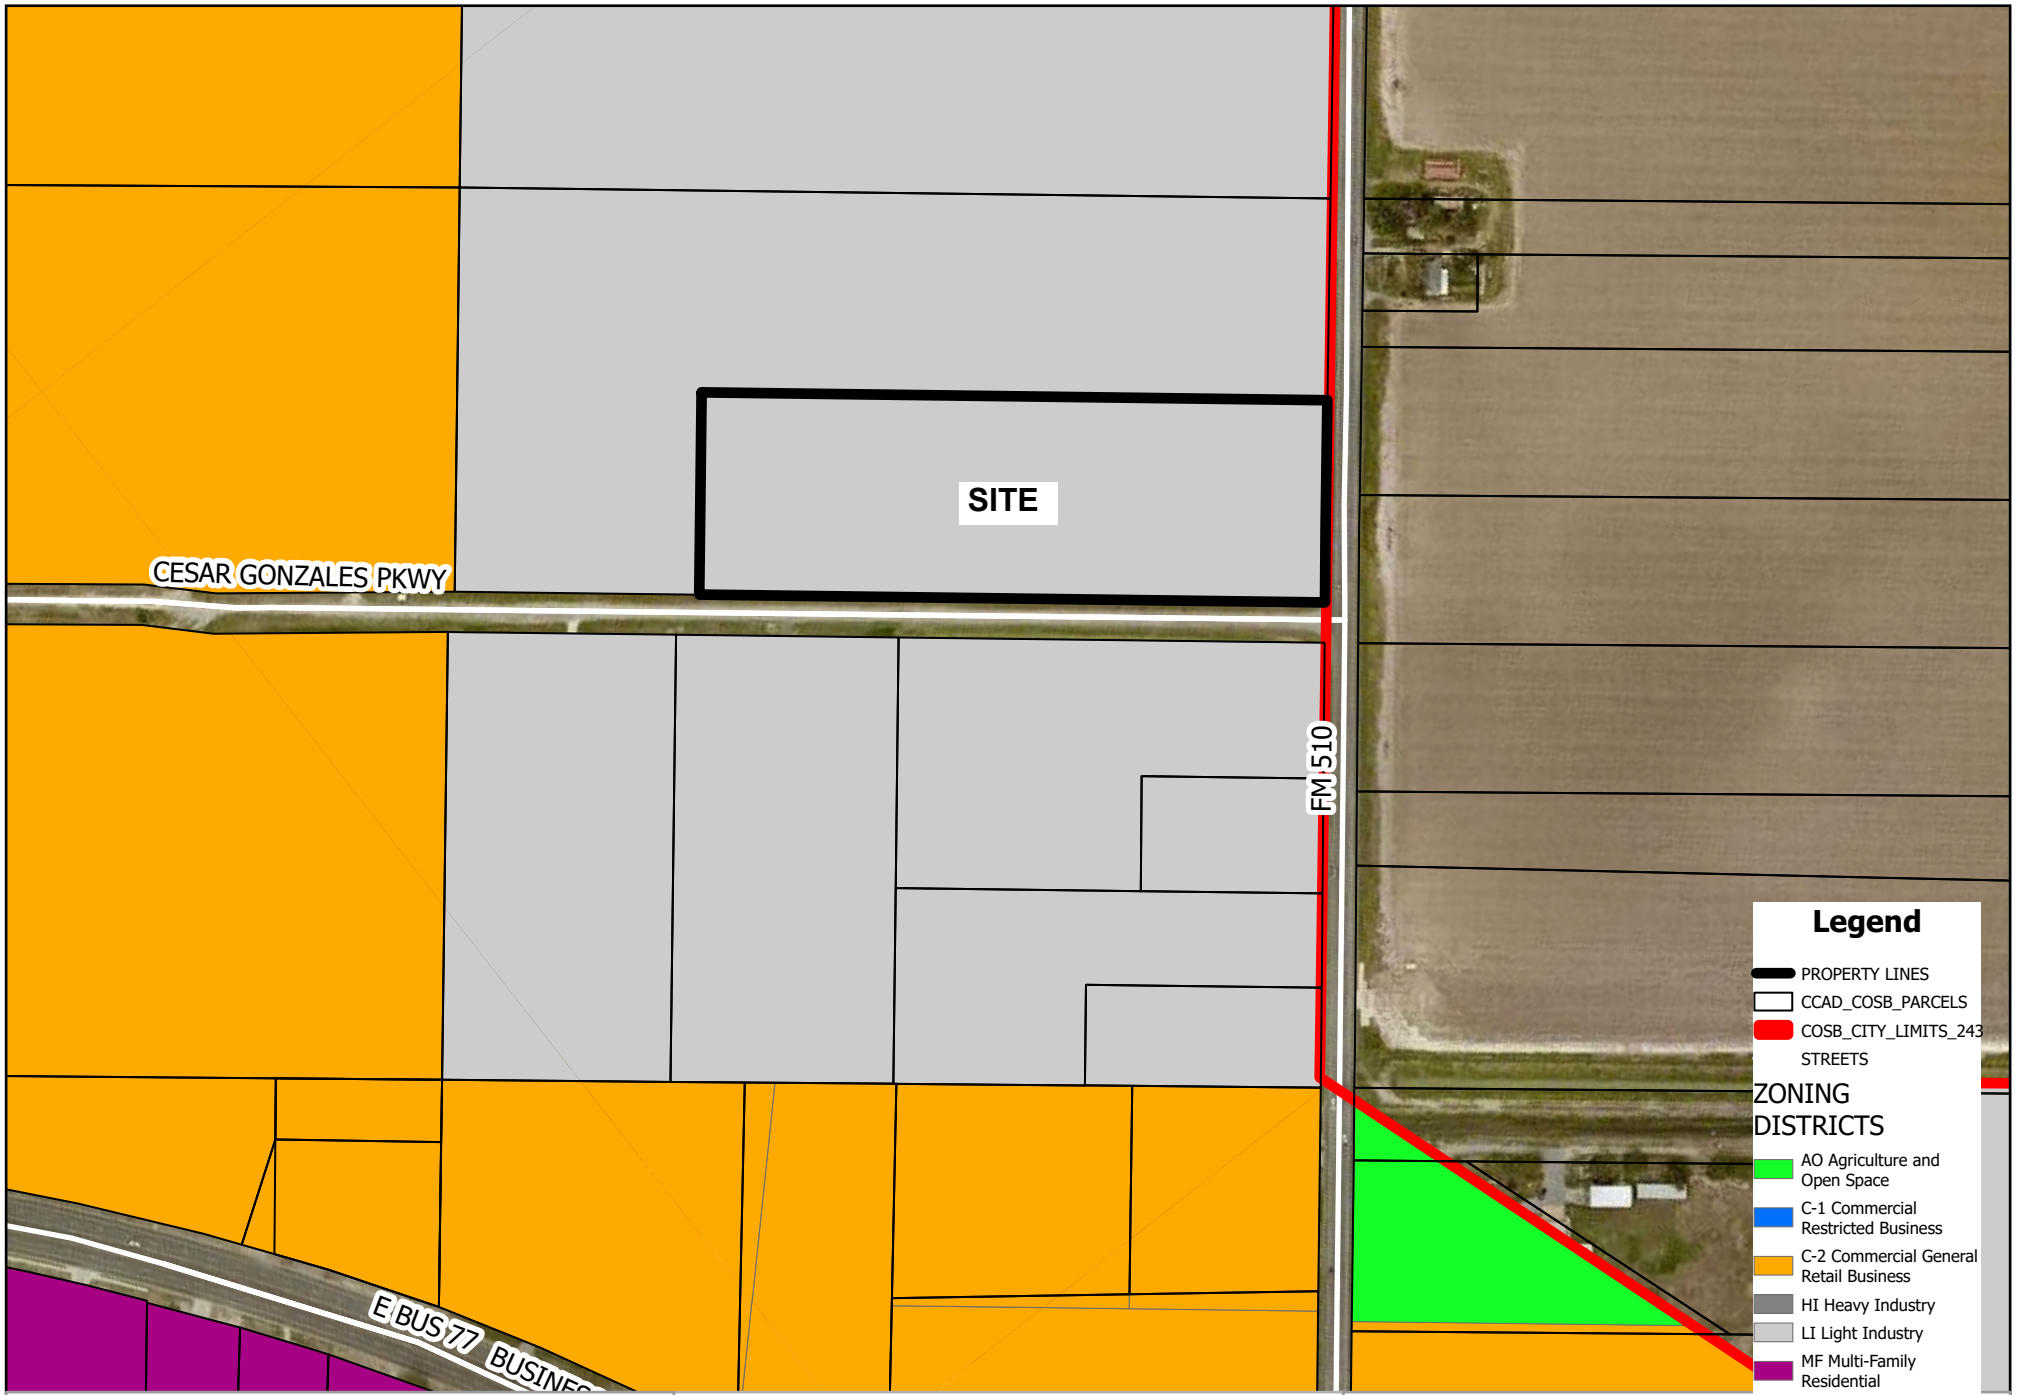 SITE
CESAR GONZALES PKWY
FM 510
E BUS 77 BUSINES
Legend
PROPERTY LINES
CCAD_COSB_PARCELS
COSB_CITY_LIMITS_243
STREETS
ZONING
DISTRICTS
AO Agriculture and
Open Space
C-1 Commercial
Restricted Business
C-2 Commercial General
Retail Business
HI Heavy Industry
LI Light Industry
MF Multi-Family
Residential